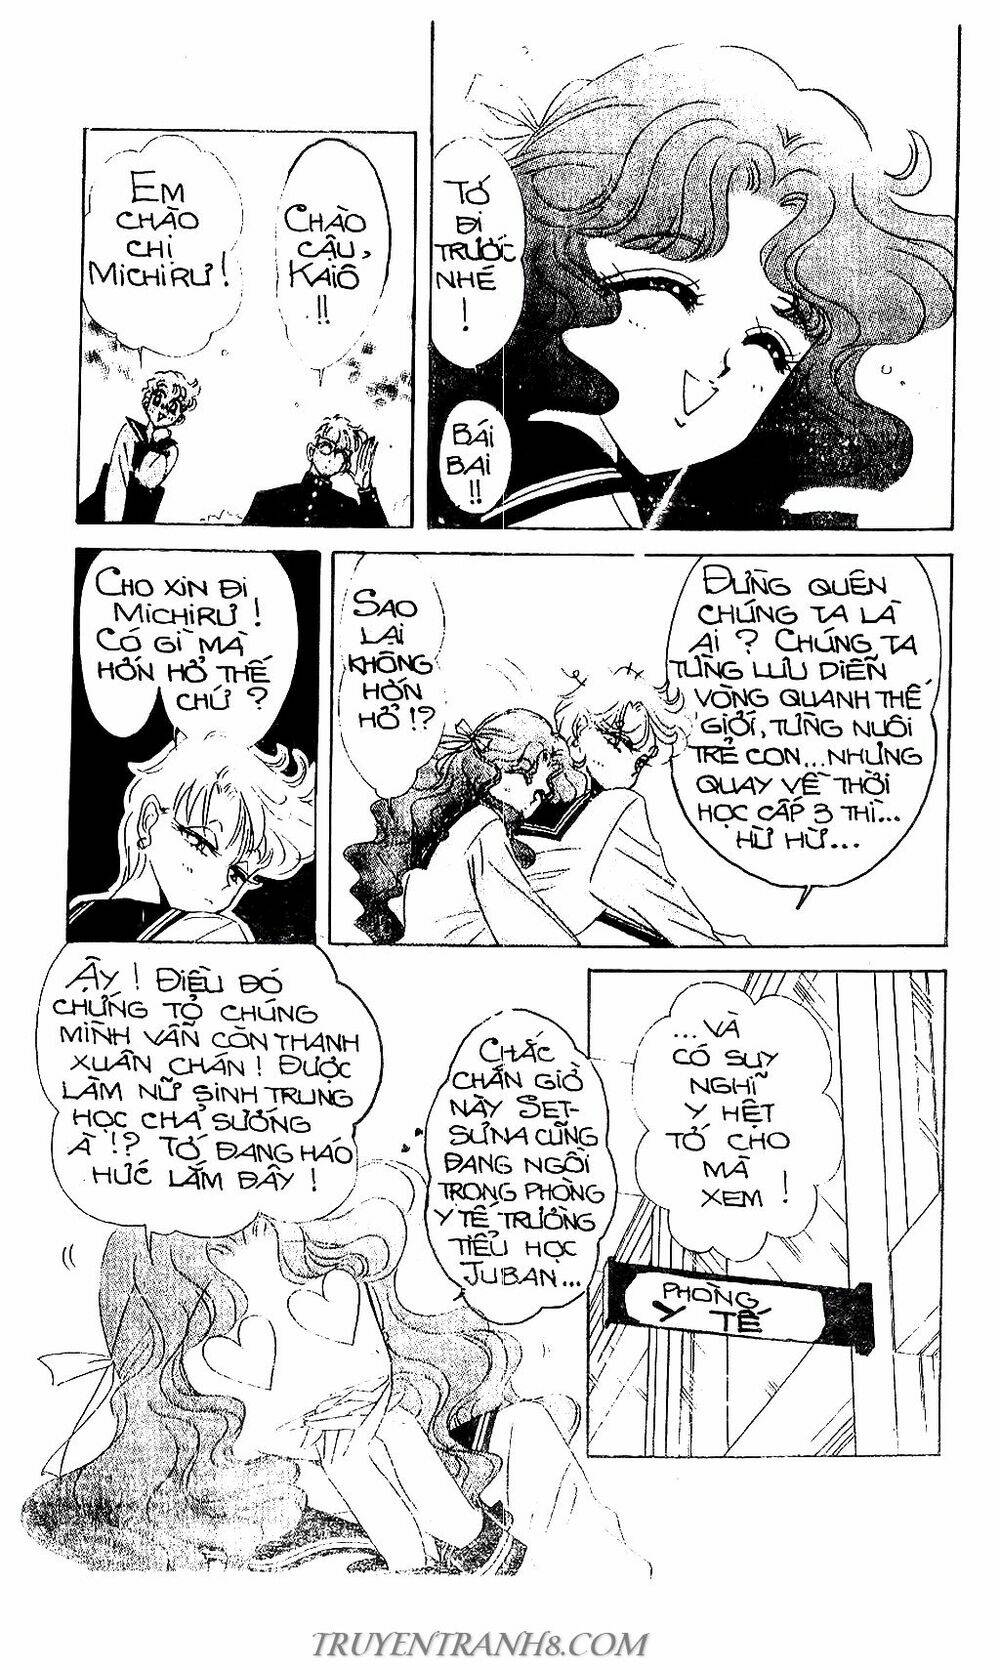 EM
CHÀO
CHỊ
MICHIRƯ!
CHÀO
CẬU,
KAIÔ
!!
TỚ
ĐI
TRƯỚC
NHÉ
!
BÁI
BAI
!!
CHO XIN ĐI
MICHIRƯ!
CÓ GÌ MÀ
HỚN HỞ THẾ
CHỨ?
SAO
LẠI
KHÔNG
HỚN
HỞ!?
ĐỪNG QUÊN
CHÚNG TA LÀ
AI? CHÚNG TA
TỪNG LƯU DIỄN
VÒNG QUANH THẾ
GIỚI, TỪNG NUÔI
TRẺ CON... NHƯNG
QUAY VỀ THỜI
HỌC CẤP 3 THÌ...
HỪ HỪ...
ẬY! ĐIỀU ĐÓ
CHỨNG TỎ CHÚNG
MÌNH VẪN CÒN THANH
XUÂN CHÁN! ĐƯỢC
LÀM NỮ SINH TRUNG
HỌC CHẢ SƯỚNG
À!? TỚ ĐANG HÁO
HỨC LẮM ĐÂY!
CHẮC
CHẮN GIỜ
NÀY SET-
SƯNA CŨNG
ĐANG NGỒI
TRONG PHÒNG
Y TẾ TRƯỜNG
TIỂU HỌC
JUBAN...
...VÀ
CÓ SUY
NGHĨ
Y HỆT
TỚ CHO
MÀ
XEM!
PHÒNG
Y TẾ
TRUYENTRANH8.COM